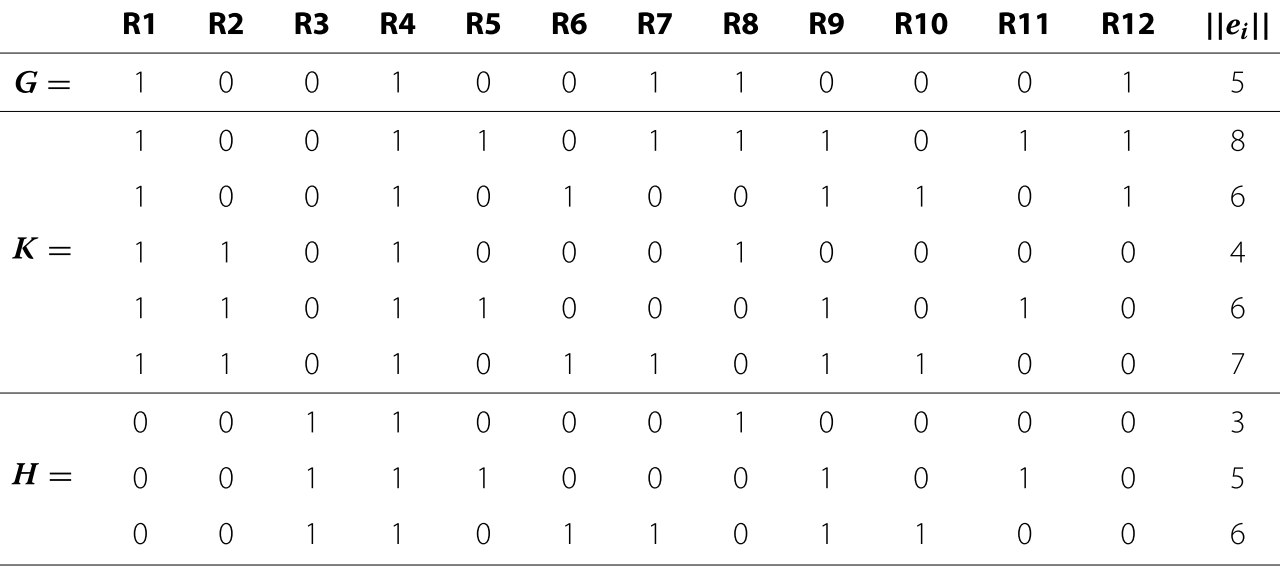 R1 R2 R3 R4 R5 R6 R7 R8 R9 R10 R11 R12 ||eᵢ||
G = 1 0 0 1 0 0 1 1 0 0 0 1 5
1 0 0 1 1 0 1 1 1 0 1 1 8
1 0 0 1 0 1 0 0 1 1 0 1 6
K = 1 1 0 1 0 0 0 1 0 0 0 0 4
1 1 0 1 1 0 0 0 1 0 1 0 6
1 1 0 1 0 1 1 0 1 1 0 0 7
0 0 1 1 0 0 0 1 0 0 0 0 3
H = 0 0 1 1 1 0 0 0 1 0 1 0 5
0 0 1 1 0 1 1 0 1 1 0 0 6